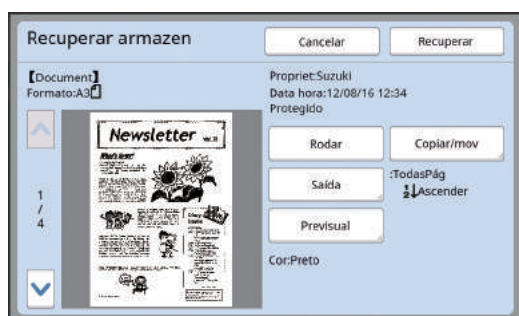 Recuperar armazen
Cancelar
Recuperar
【Document】
Formato:A3
Propriet:Suzuki
Data hora:12/08/16 12:34
Protegido
Newsletter
Rodar
Copiar/mov
Saída
:TodasPág
Ascender
1
/
4
Previsual
Cor:Preto